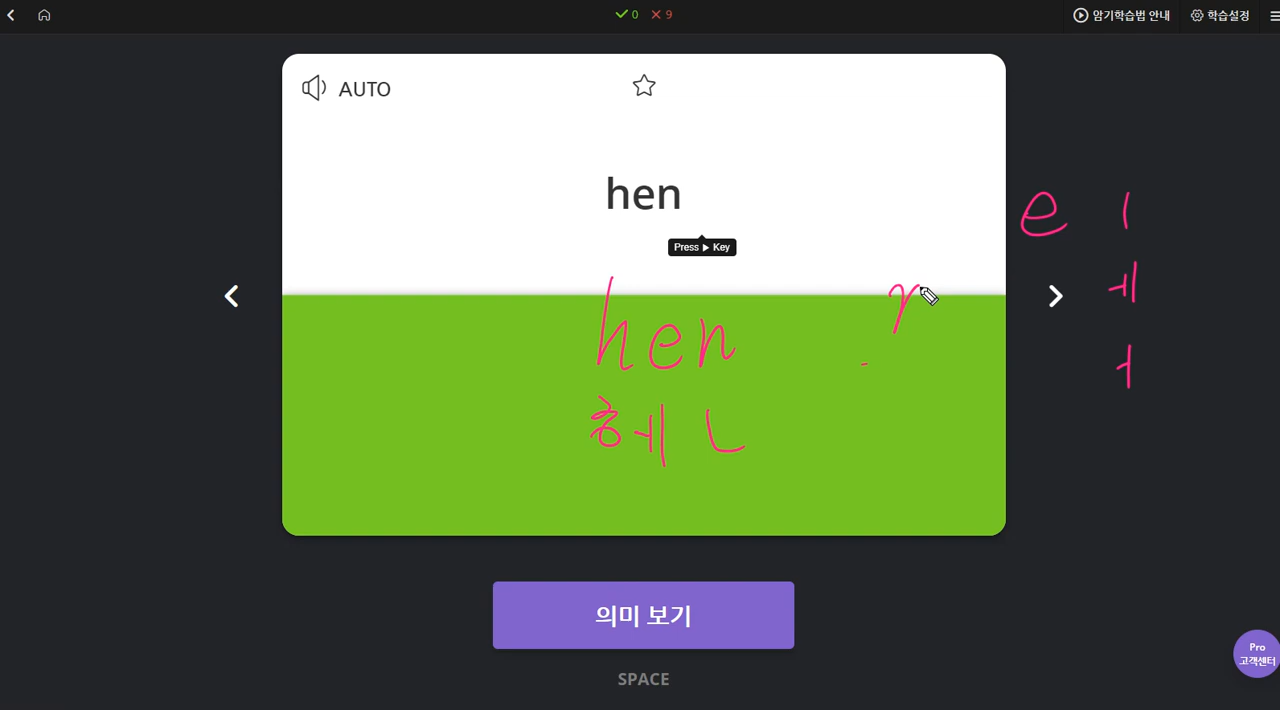 0 9 암기학습법 안내 학습설정
AUTO
hen
Press ▶ Key
e ㅣ
ㅔ
ㅓ
hen
r
헤ㄴ
의미 보기
SPACE
Pro
고객센터